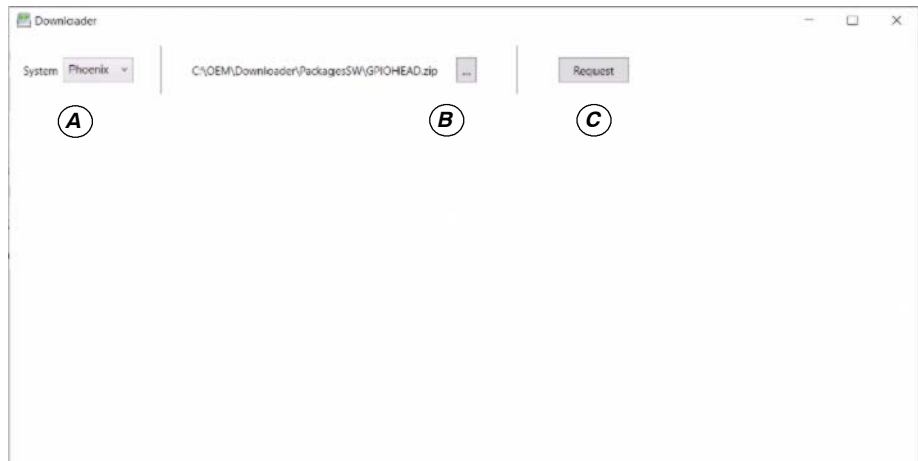 Downloader
System Phoenix C:\OEM\Downloader\PackagesSW\GPIOHEAD.zip ... Request
A B C